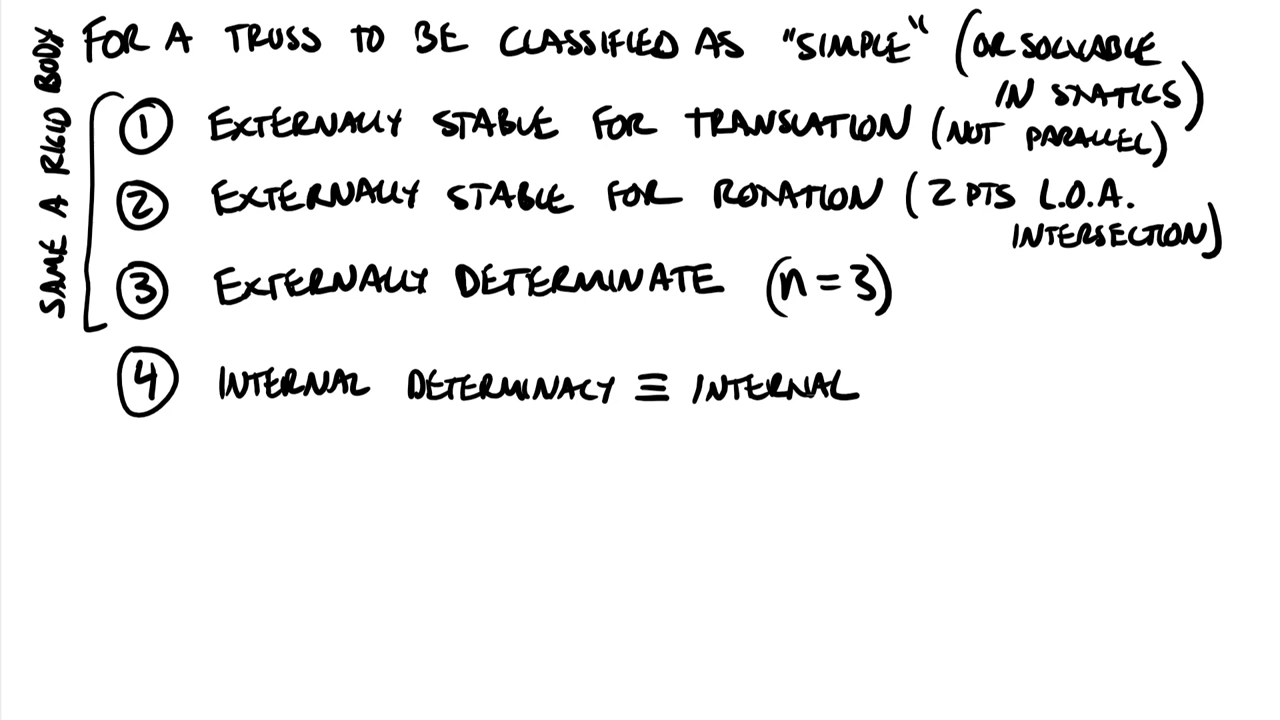 FOR A TRUSS TO BE CLASSIFIED AS "SIMPLE" (OR SOLVABLE
IN STATICS)
① EXTERNALLY STABLE FOR TRANSLATION (NOT PARALLEL)
② EXTERNALLY STABLE FOR ROTATION (2 PTS L.O.A.
INTERSECTION)
③ EXTERNALLY DETERMINATE (n=3)
④ INTERNAL DETERMINACY ≡ INTERNAL
SAME A RIGID BODY